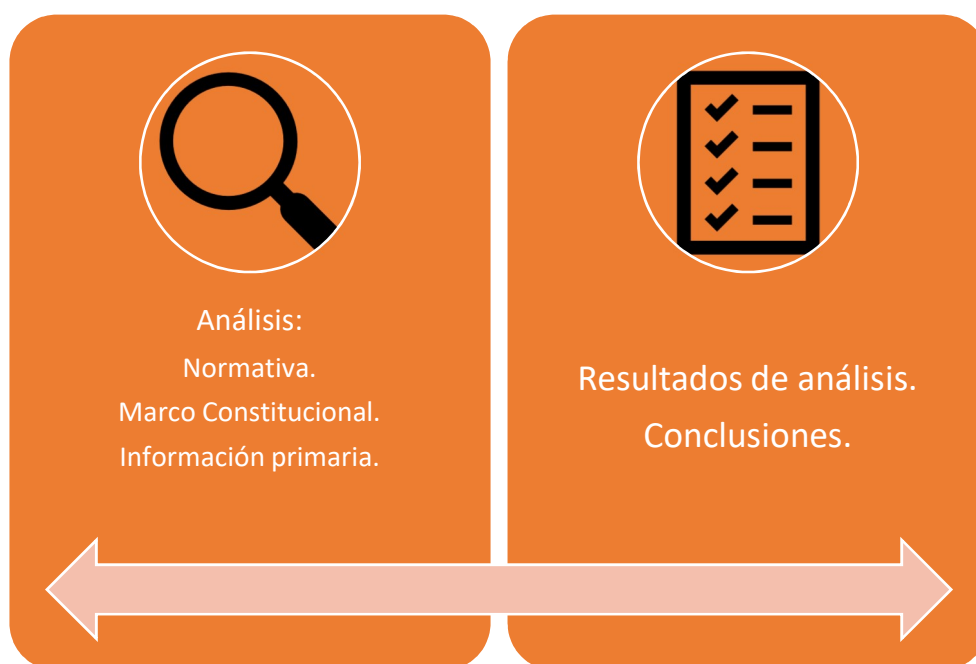 Análisis:
Normativa.
Marco Constitucional.
Información primaria.
Resultados de análisis.
Conclusiones.